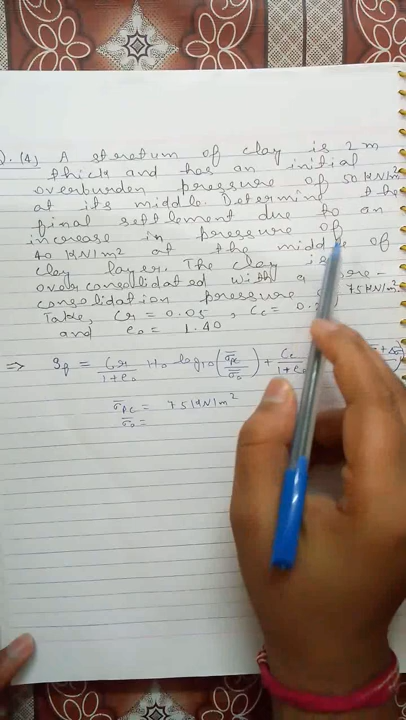 Q. (4) A stratum of clay is 2 m
thick and has an initial
overburden pressure of 50 KN/m²
at its middle. Determind the
final settlement due to an
increase in pressure of
40 KN/m² at the middle of
clay layer. The clay is
overconsolidated with a pre-
consolidation pressure of 75 KN/m².
Take, Cr = 0.05 , Cc = 0.
and e₀ = 1.40
⇒ Sf = Cr/1+e₀ H₀ log₁₀ (σ̄pc/σ̄₀) + Cc/1+e₀
σ̄pc = 75 KN/m²
σ̄₀ =